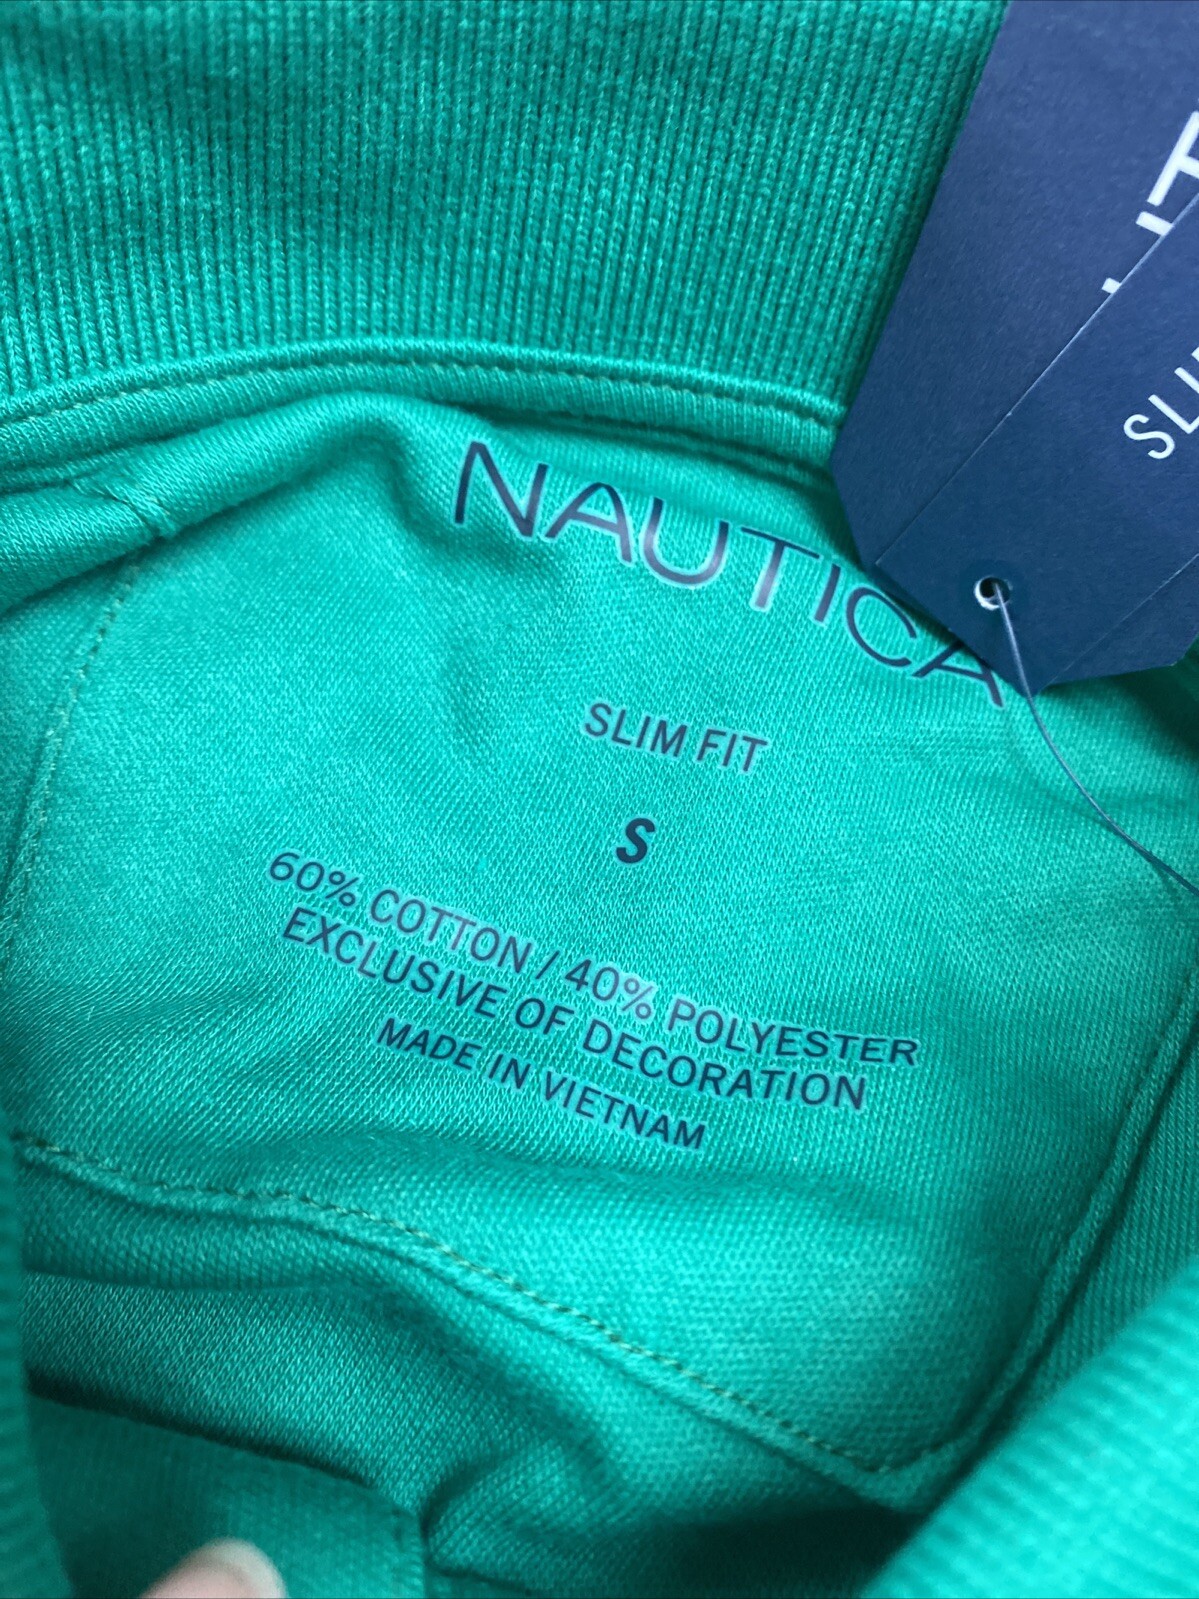 NAUTICA
SLIM FIT
S
60% COTTON / 40% POLYESTER
EXCLUSIVE OF DECORATION
MADE IN VIETNAM